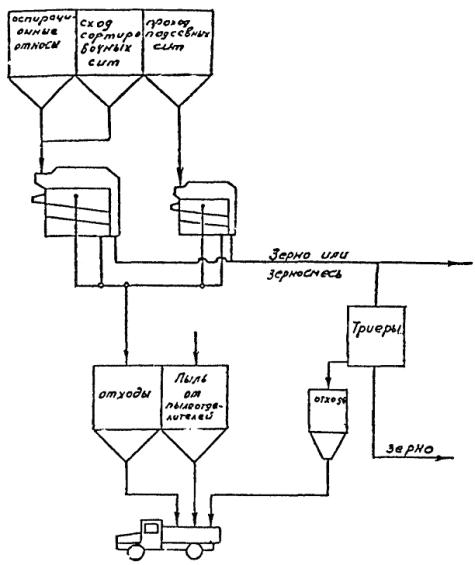 аспираци-
онные
относы
сход
сортиро
вочных
сит
проход
подсевных
сит
Зерно или
Зерносмесь
Триеры
отходы
Пыль
от
пылеотде-
лителей
отходы
зерно